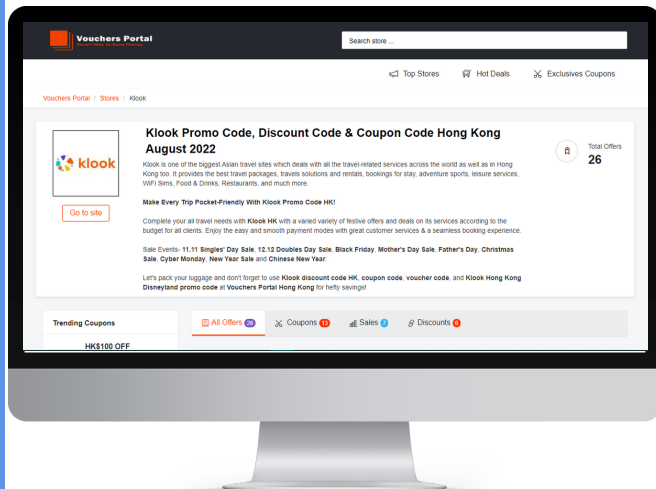 Vouchers Portal
Smart Way to Save Money
Search store ...
Top Stores
Hot Deals
Exclusives Coupons
Vouchers Portal / Stores / Klook
klook
Go to site
Klook Promo Code, Discount Code & Coupon Code Hong Kong
August 2022
Klook is one of the biggest Asian travel sites which deals with all the travel-related services across the world as well as in Hong
Kong too. It provides the best travel packages, travel solutions and rentals, bookings for stay, adventure sports, leisure services,
WiFi Sims, Food & Drinks, Restaurants, and much more.
Make Every Trip Pocket-Friendly With Klook Promo Code HK!
Complete your all travel needs with Klook HK with a varied variety of festive offers and deals on its services according to the
budget for all clients. Enjoy the easy and smooth payment modes with great customer services & a seamless booking experience.
Sale Events- 11.11 Singles' Day Sale, 12.12 Doubles Day Sale, Black Friday, Mother's Day Sale, Father's Day, Christmas
Sale, Cyber Monday, New Year Sale and Chinese New Year.
Let's pack your luggage and don't forget to use Klook discount code HK, coupon code, voucher code, and Klook Hong Kong
Disneyland promo code at Vouchers Portal Hong Kong for hefty savings!
Total Offers
26
Trending Coupons
HK$100 OFF
All Offers 26
Coupons 13
Sales 7
Discounts 6